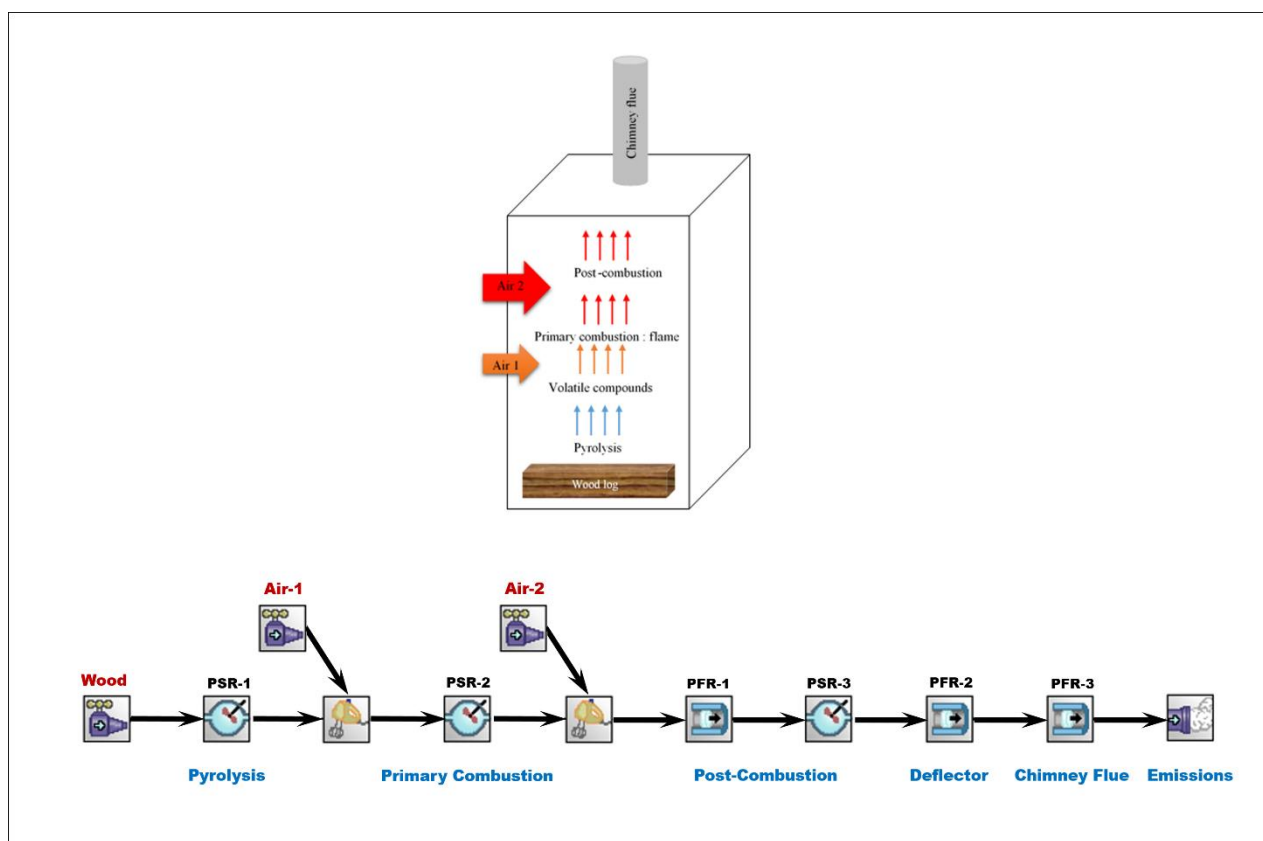 Chimney flue
Post-combustion
Air 2
Primary combustion : flame
Air 1
Volatile compounds
Pyrolysis
Wood log
Air-1
Air-2
Wood
PSR-1
PSR-2
PFR-1
PSR-3
PFR-2
PFR-3
Pyrolysis
Primary Combustion
Post-Combustion
Deflector
Chimney Flue
Emissions